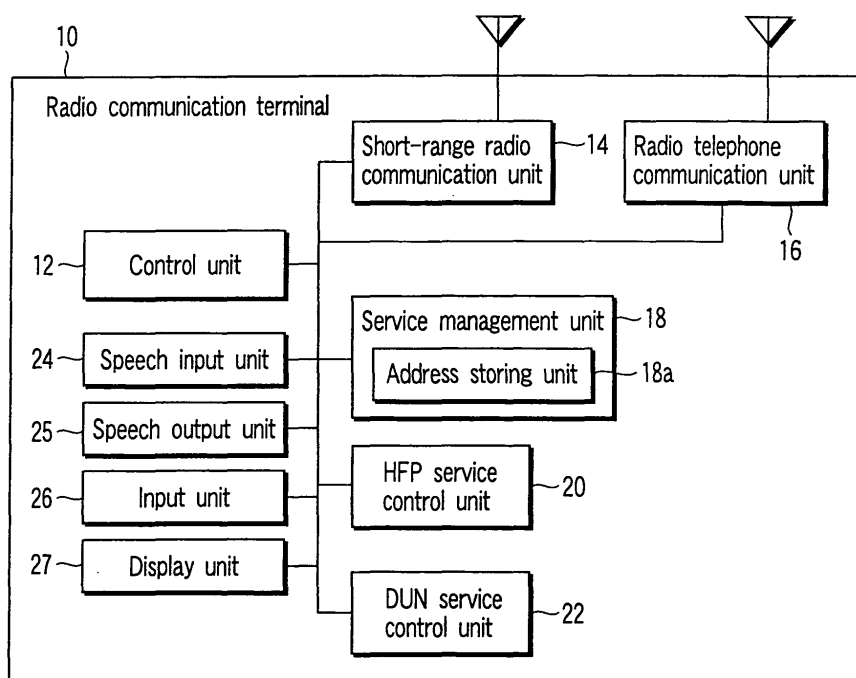 10
Radio communication terminal
Short-range radio
communication unit
14
Radio telephone
communication unit
16
12
Control unit
Service management unit
18
Address storing unit
18a
24
Speech input unit
25
Speech output unit
HFP service
control unit
20
26
Input unit
27
Display unit
DUN service
control unit
22